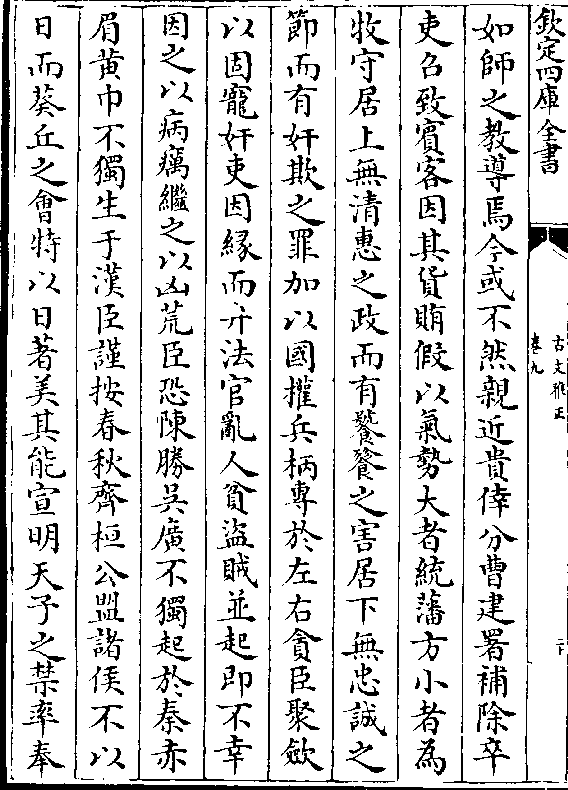 欽定四庫全書
古文雅正
卷九
如師之教導焉今或不然親近貴倖分曹建署補除卒
吏召致賓客因其貨賄假以氣勢大者統藩方小者為
牧守居上無清惠之政而有饕餮之害居下無忠誠之
節而有奸欺之罪加以國權兵柄專於左右貪臣聚斂
以固寵奸吏因緣而弄法官亂人貧盜賊並起即不幸
因之以病癘繼之以凶荒臣恐陳勝吳廣不獨起於秦赤
眉黃巾不獨生于漢臣謹按春秋齊桓公盟諸侯不以
日而葵丘之會特以日著美其能宣明天子之禁率奉